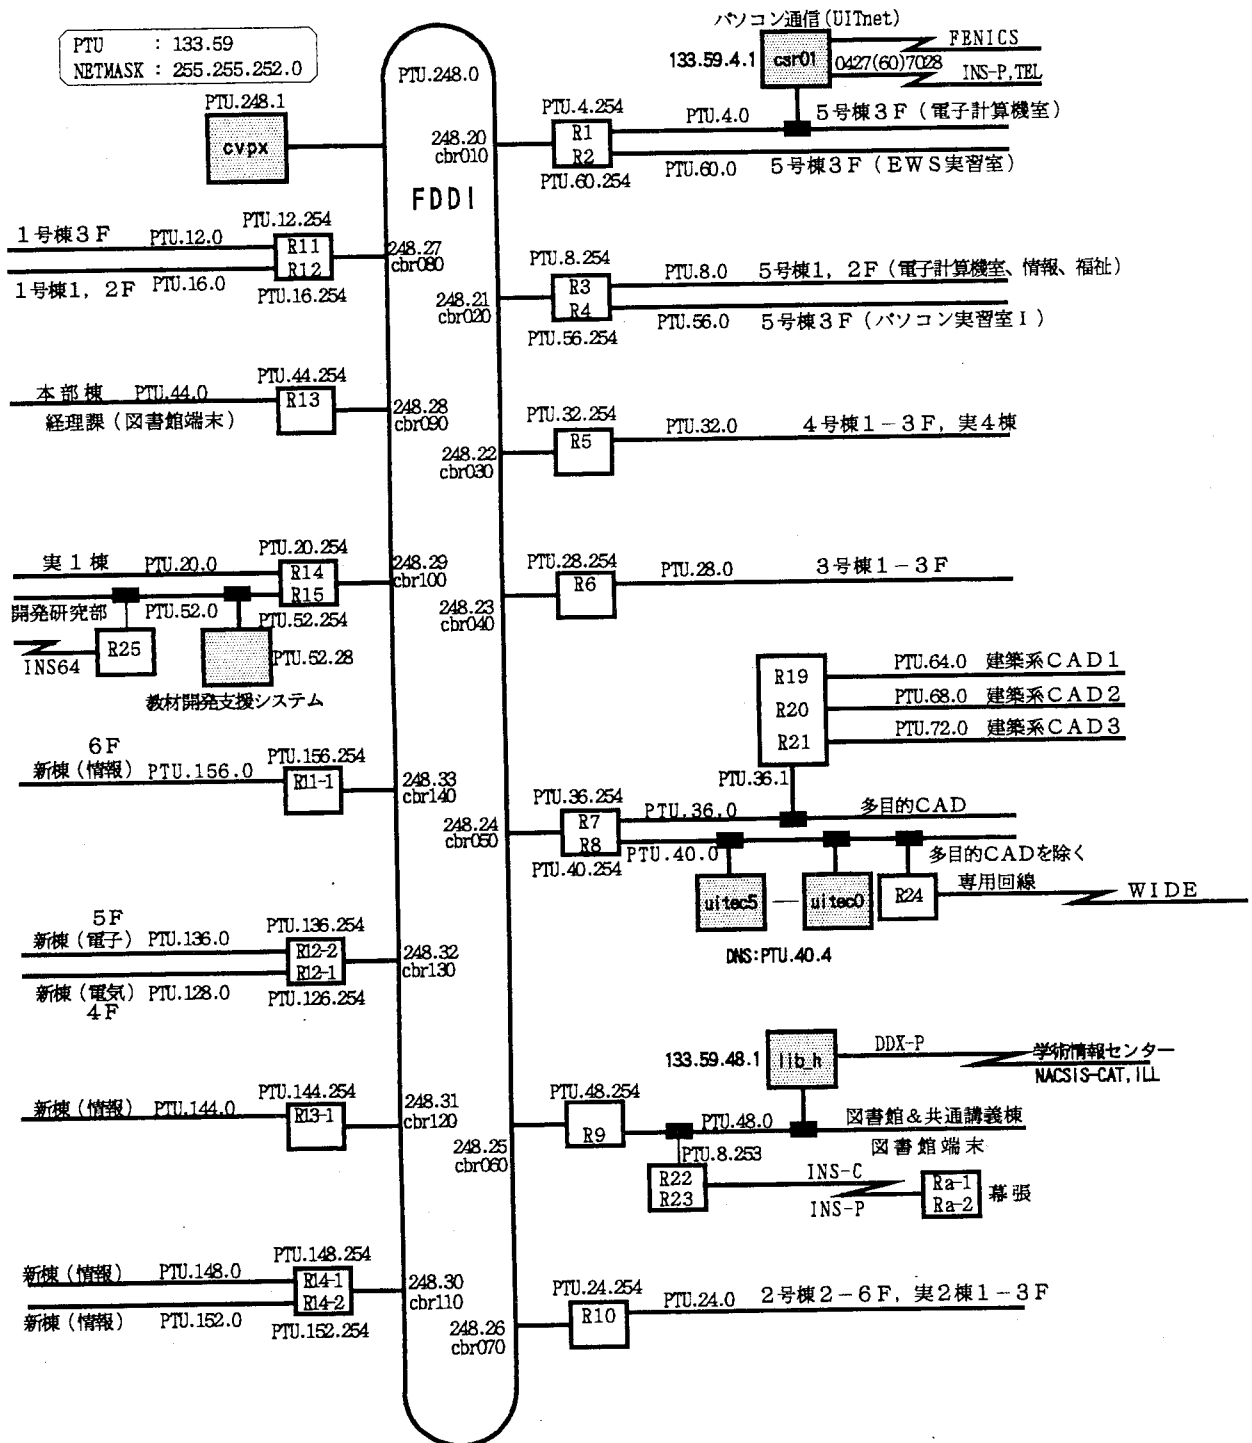 PTU : 133.59
NETMASK : 255.255.252.0
PTU.248.0
FDDI
PTU.248.1
cvpx
パソコン通信(UITnet)
133.59.4.1
csr01
FENICS
0427(60)7028
INS-P,TEL
248.20
cbr010
PTU.4.254
R1
R2
PTU.60.254
PTU.4.0
5号棟3F(電子計算機室)
PTU.60.0
5号棟3F(EWS実習室)
1号棟3F
PTU.12.0
PTU.12.254
R11
R12
248.27
cbr080
1号棟1, 2F
PTU.16.0
PTU.16.254
248.21
cbr020
PTU.8.254
R3
R4
PTU.56.254
PTU.8.0
5号棟1, 2F(電子計算機室、情報、福祉)
PTU.56.0
5号棟3F(パソコン実習室I)
本部棟
PTU.44.0
PTU.44.254
R13
248.28
cbr090
経理課(図書館端末)
248.22
cbr030
PTU.32.254
R5
PTU.32.0
4号棟1-3F, 実4棟
実1棟
PTU.20.0
PTU.20.254
R14
R15
248.29
cbr100
開発研究部
PTU.52.0
PTU.52.254
R25
INS64
PTU.52.28
教材開発支援システム
248.23
cbr040
PTU.28.254
R6
PTU.28.0
3号棟1-3F
R19
R20
R21
PTU.64.0 建築系CAD1
PTU.68.0 建築系CAD2
PTU.72.0 建築系CAD3
PTU.36.1
6F
新棟(情報)
PTU.156.0
PTU.156.254
R11-1
248.33
cbr140
248.24
cbr050
PTU.36.254
R7
R8
PTU.40.254
PTU.36.0
多目的CAD
PTU.40.0
多目的CADを除く
uitec5
uitec0
R24
専用回線
WIDE
DNS:PTU.40.4
5F
新棟(電子)
PTU.136.0
PTU.136.254
R12-2
R12-1
248.32
cbr130
新棟(電気)
PTU.128.0
PTU.126.254
4F
133.59.48.1
lib_h
DDX-P
学術情報センター
NACSIS-CAT,ILL
新棟(情報)
PTU.144.0
PTU.144.254
R13-1
248.31
cbr120
248.25
cbr060
PTU.48.254
R9
PTU.48.0
図書館&共通講義棟
図書館端末
PTU.8.253
R22
R23
INS-C
INS-P
Ra-1
Ra-2
幕張
新棟(情報)
PTU.148.0
PTU.148.254
R14-1
R14-2
248.30
cbr110
新棟(情報)
PTU.152.0
PTU.152.254
248.26
cbr070
PTU.24.254
R10
PTU.24.0
2号棟2-6F, 実2棟1-3F